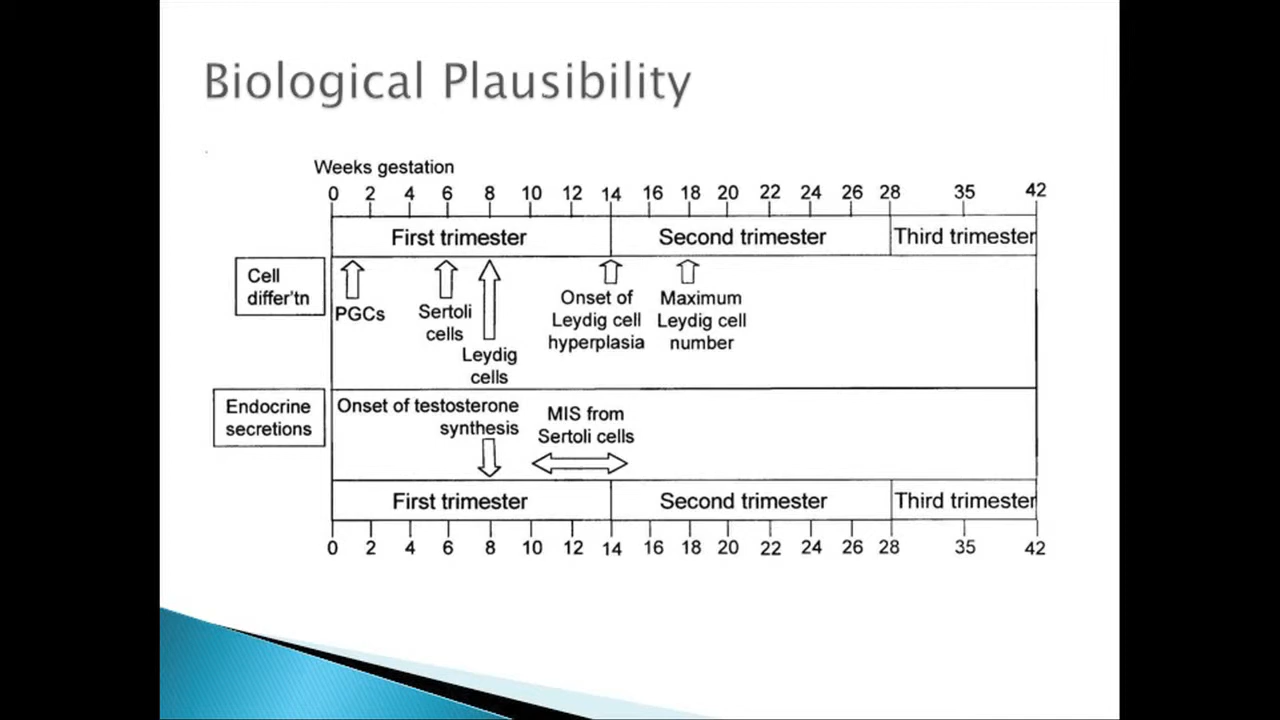 Biological Plausibility
Weeks gestation
0 2 4 6 8 10 12 14 16 18 20 22 24 26 28 35 42
First trimester Second trimester Third trimester
Cell
differ'tn
PGCs
Sertoli
cells
Leydig
cells
Onset of
Leydig cell
hyperplasia
Maximum
Leydig cell
number
Endocrine
secretions
Onset of testosterone
synthesis
MIS from
Sertoli cells
First trimester Second trimester Third trimester
0 2 4 6 8 10 12 14 16 18 20 22 24 26 28 35 42